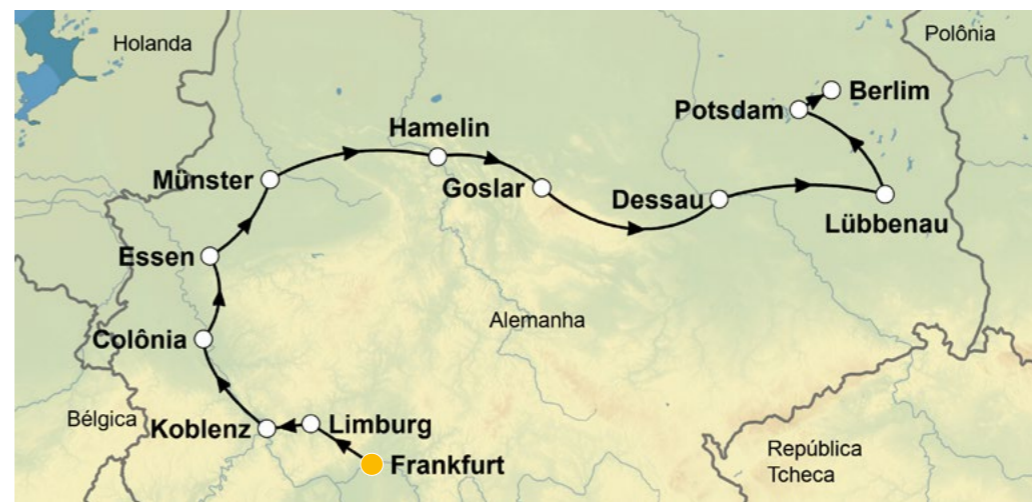 Holanda
Polônia
Berlim
Potsdam
Hamelin
Münster
Goslar
Dessau
Lübbenau
Essen
Alemanha
Colônia
Bélgica
Koblenz
Limburg
República
Tcheca
Frankfurt